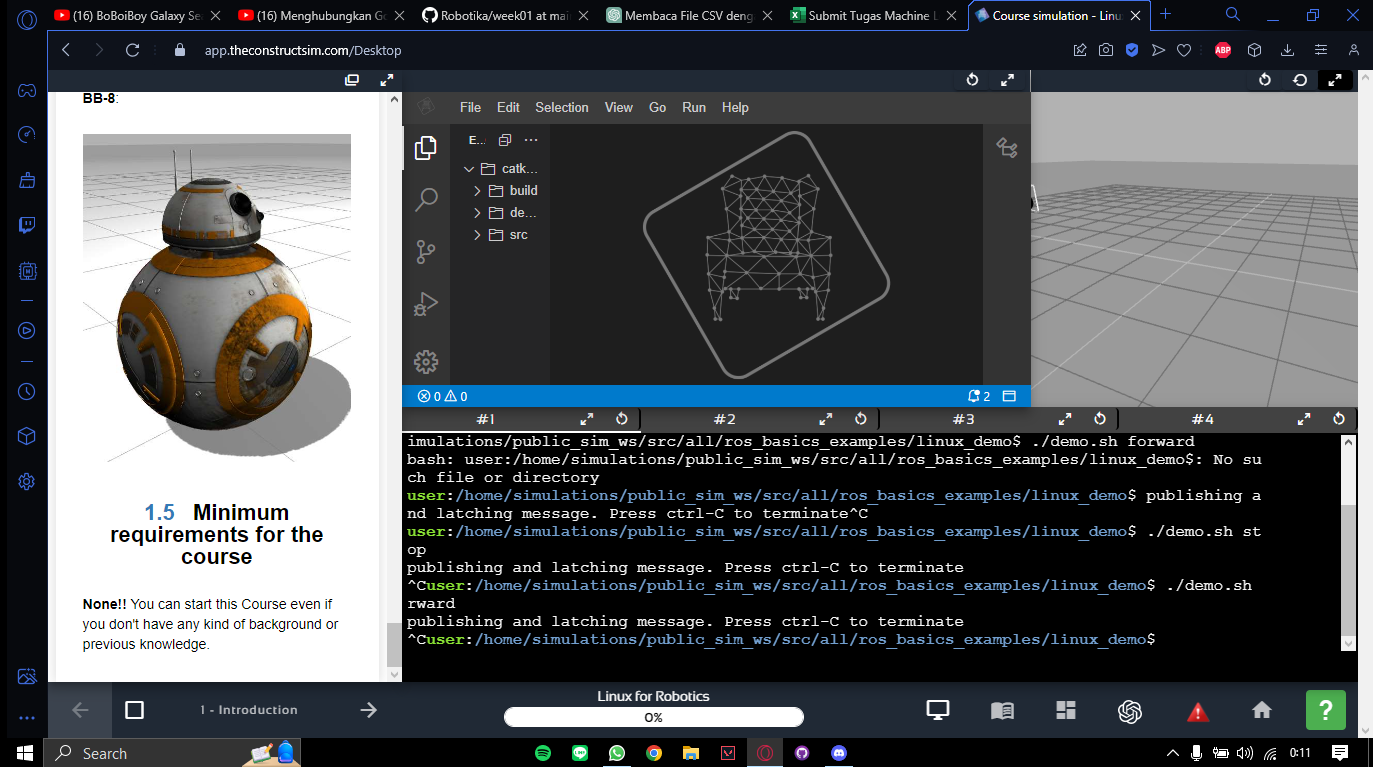 (16) BoBoiBoy Galaxy Se
(16) Menghubungkan G
Robotika/week01 at mai
Membaca File CSV deng
Submit Tugas Machine L
Course simulation - Linu
app.theconstructsim.com/Desktop
ABP
BB-8:
1.5 Minimum
requirements for the
course
None!! You can start this Course even if
you don't have any kind of background or
previous knowledge.
File Edit Selection View Go Run Help
E...
catk...
build
de...
src
0 0
2
#1 #2 #3 #4
imulations/public_sim_ws/src/all/ros_basics_examples/linux_demo$ ./demo.sh forward
bash: user:/home/simulations/public_sim_ws/src/all/ros_basics_examples/linux_demo$: No su
ch file or directory
user:/home/simulations/public_sim_ws/src/all/ros_basics_examples/linux_demo$ publishing a
nd latching message. Press ctrl-C to terminate^C
user:/home/simulations/public_sim_ws/src/all/ros_basics_examples/linux_demo$ ./demo.sh st
op
publishing and latching message. Press ctrl-C to terminate
^Cuser:/home/simulations/public_sim_ws/src/all/ros_basics_examples/linux_demo$ ./demo.sh
rward
publishing and latching message. Press ctrl-C to terminate
^Cuser:/home/simulations/public_sim_ws/src/all/ros_basics_examples/linux_demo$
1 - Introduction
Linux for Robotics
0%
?
Search
0:11